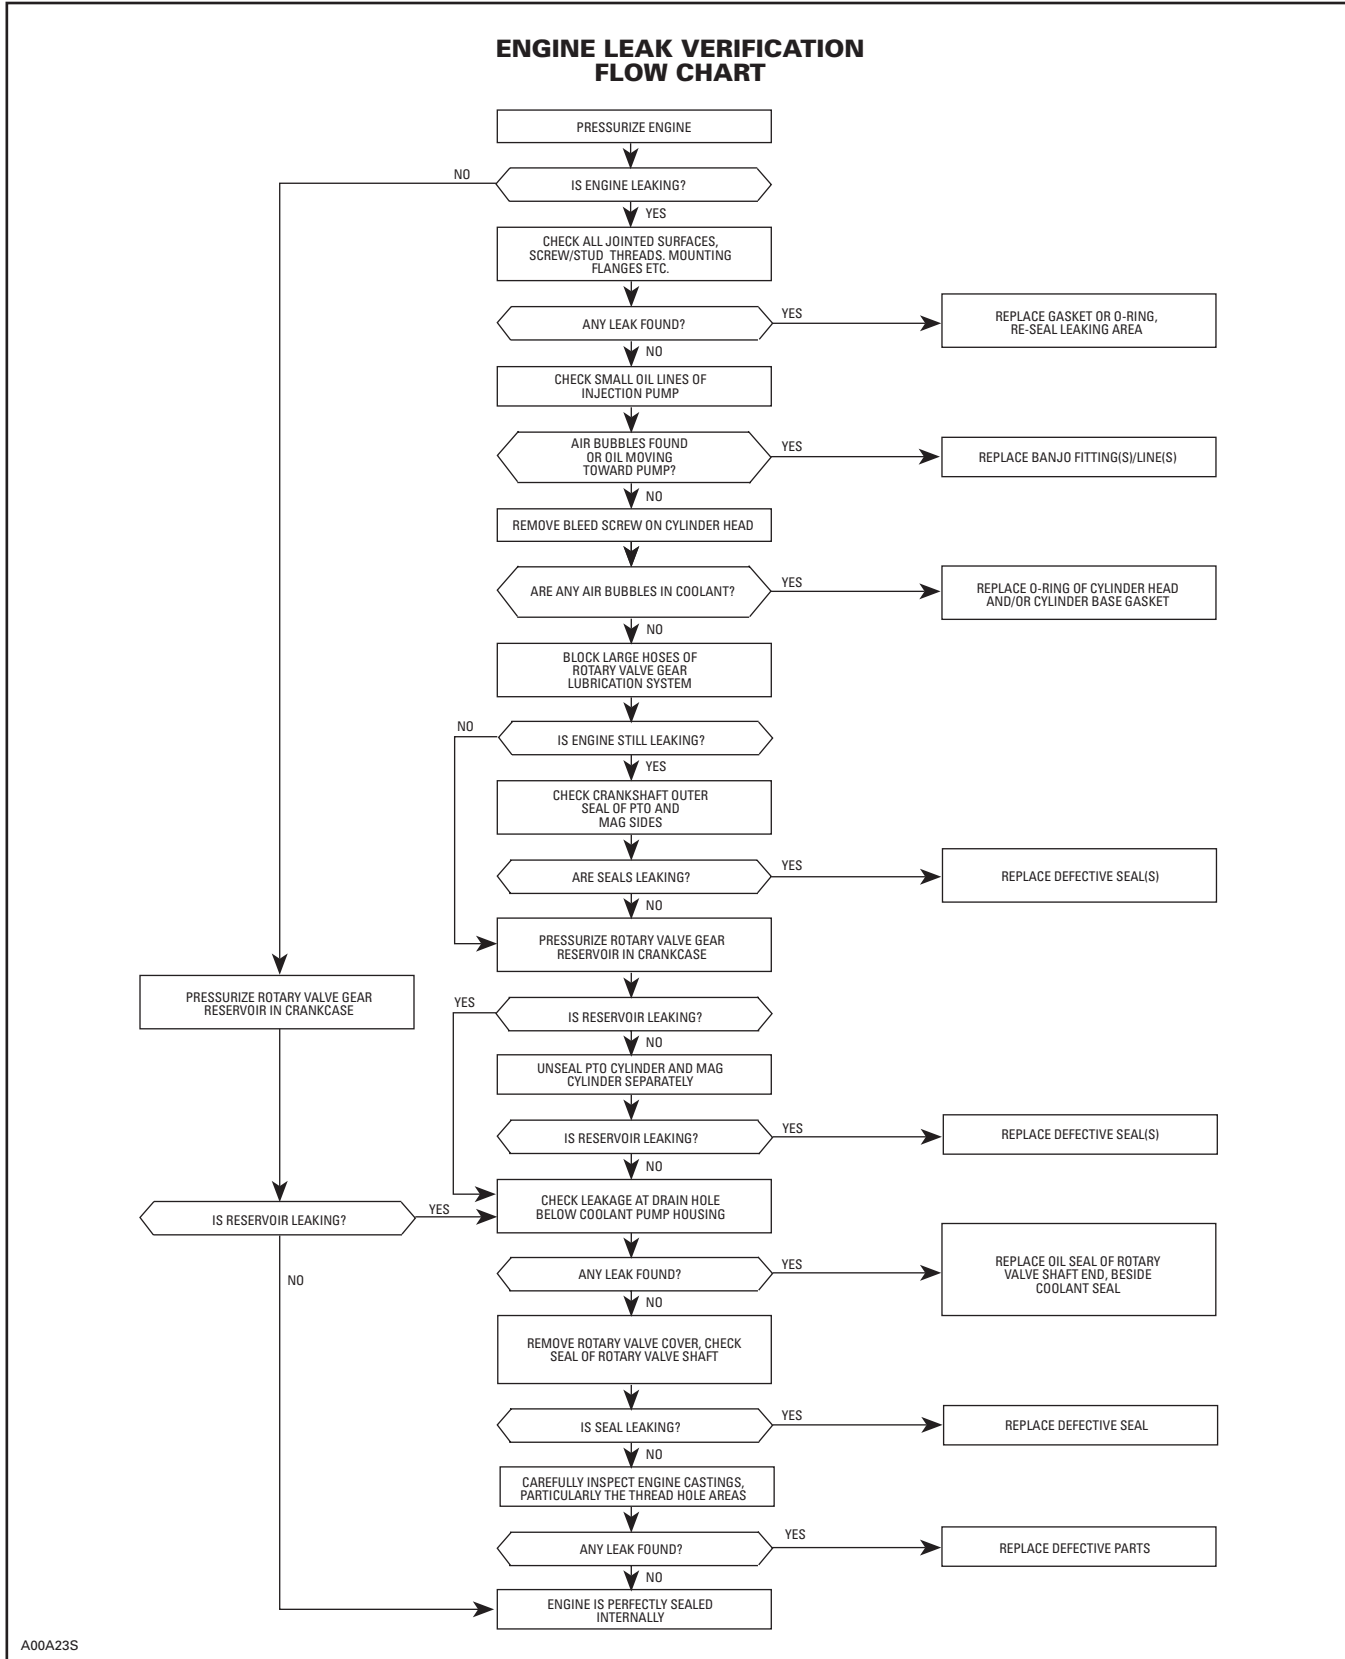 ENGINE LEAK VERIFICATION
FLOW CHART
PRESSURIZE ENGINE
NO
IS ENGINE LEAKING?
YES
CHECK ALL JOINTED SURFACES,
SCREW/STUD THREADS. MOUNTING
FLANGES ETC.
ANY LEAK FOUND?
YES
REPLACE GASKET OR O-RING,
RE-SEAL LEAKING AREA
NO
CHECK SMALL OIL LINES OF
INJECTION PUMP
AIR BUBBLES FOUND
OR OIL MOVING
TOWARD PUMP?
YES
REPLACE BANJO FITTING(S)/LINE(S)
NO
REMOVE BLEED SCREW ON CYLINDER HEAD
ARE ANY AIR BUBBLES IN COOLANT?
YES
REPLACE O-RING OF CYLINDER HEAD
AND/OR CYLINDER BASE GASKET
NO
BLOCK LARGE HOSES OF
ROTARY VALVE GEAR
LUBRICATION SYSTEM
NO
IS ENGINE STILL LEAKING?
YES
CHECK CRANKSHAFT OUTER
SEAL OF PTO AND
MAG SIDES
ARE SEALS LEAKING?
YES
REPLACE DEFECTIVE SEAL(S)
NO
PRESSURIZE ROTARY VALVE GEAR
RESERVOIR IN CRANKCASE
PRESSURIZE ROTARY VALVE GEAR
RESERVOIR IN CRANKCASE
YES
IS RESERVOIR LEAKING?
NO
UNSEAL PTO CYLINDER AND MAG
CYLINDER SEPARATELY
IS RESERVOIR LEAKING?
YES
REPLACE DEFECTIVE SEAL(S)
NO
IS RESERVOIR LEAKING?
YES
CHECK LEAKAGE AT DRAIN HOLE
BELOW COOLANT PUMP HOUSING
NO
ANY LEAK FOUND?
YES
REPLACE OIL SEAL OF ROTARY
VALVE SHAFT END, BESIDE
COOLANT SEAL
NO
REMOVE ROTARY VALVE COVER, CHECK
SEAL OF ROTARY VALVE SHAFT
IS SEAL LEAKING?
YES
REPLACE DEFECTIVE SEAL
NO
CAREFULLY INSPECT ENGINE CASTINGS,
PARTICULARLY THE THREAD HOLE AREAS
ANY LEAK FOUND?
YES
REPLACE DEFECTIVE PARTS
NO
ENGINE IS PERFECTLY SEALED
INTERNALLY
A00A23S